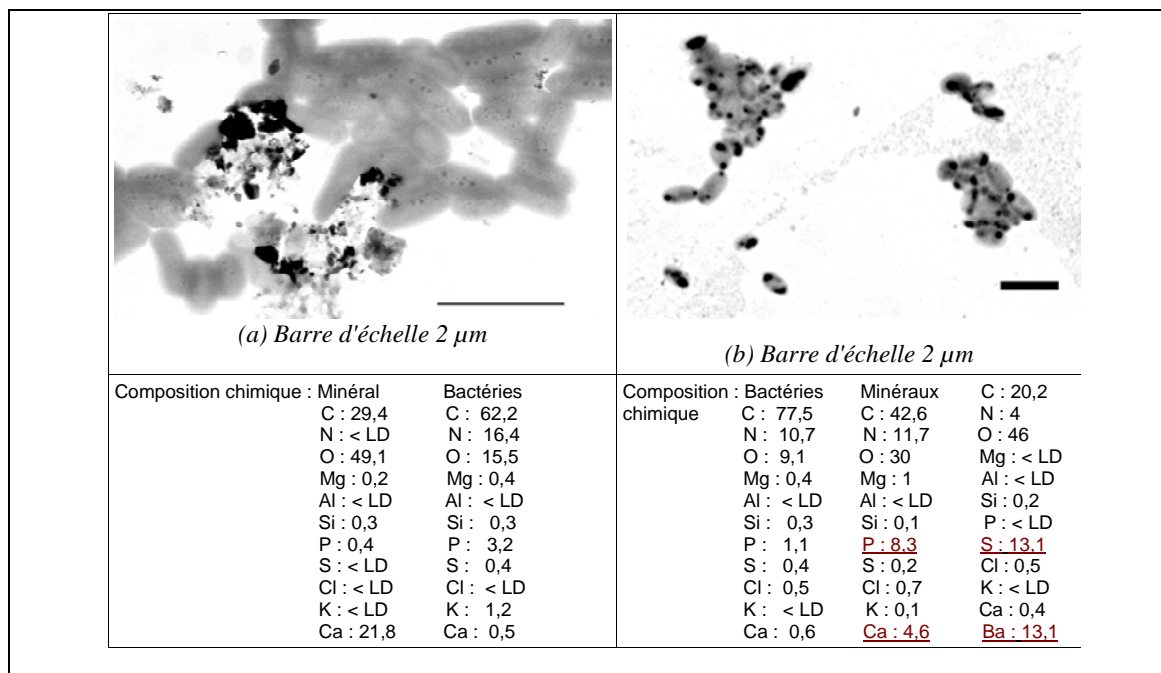 (a) Barre d'échelle 2 µm
(b) Barre d'échelle 2 µm
Composition chimique : Minéral Bactéries
C : 29,4 C : 62,2
N : < LD N : 16,4
O : 49,1 O : 15,5
Mg : 0,2 Mg : 0,4
Al : < LD Al : < LD
Si : 0,3 Si : 0,3
P : 0,4 P : 3,2
S : < LD S : 0,4
Cl : < LD Cl : < LD
K : < LD K : 1,2
Ca : 21,8 Ca : 0,5
Composition : Bactéries Minéraux C : 20,2
chimique C : 77,5 C : 42,6 N : 4
N : 10,7 N : 11,7 O : 46
O : 9,1 O : 30 Mg : < LD
Mg : 0,4 Mg : 1 Al : < LD
Al : < LD Al : < LD Si : 0,2
Si : 0,3 Si : 0,1 P : < LD
P : 1,1 P : 8,3 S : 13,1
S : 0,4 S : 0,2 Cl : 0,5
Cl : 0,5 Cl : 0,7 K : < LD
K : < LD K : 0,1 Ca : 0,4
Ca : 0,6 Ca : 4,6 Ba : 13,1